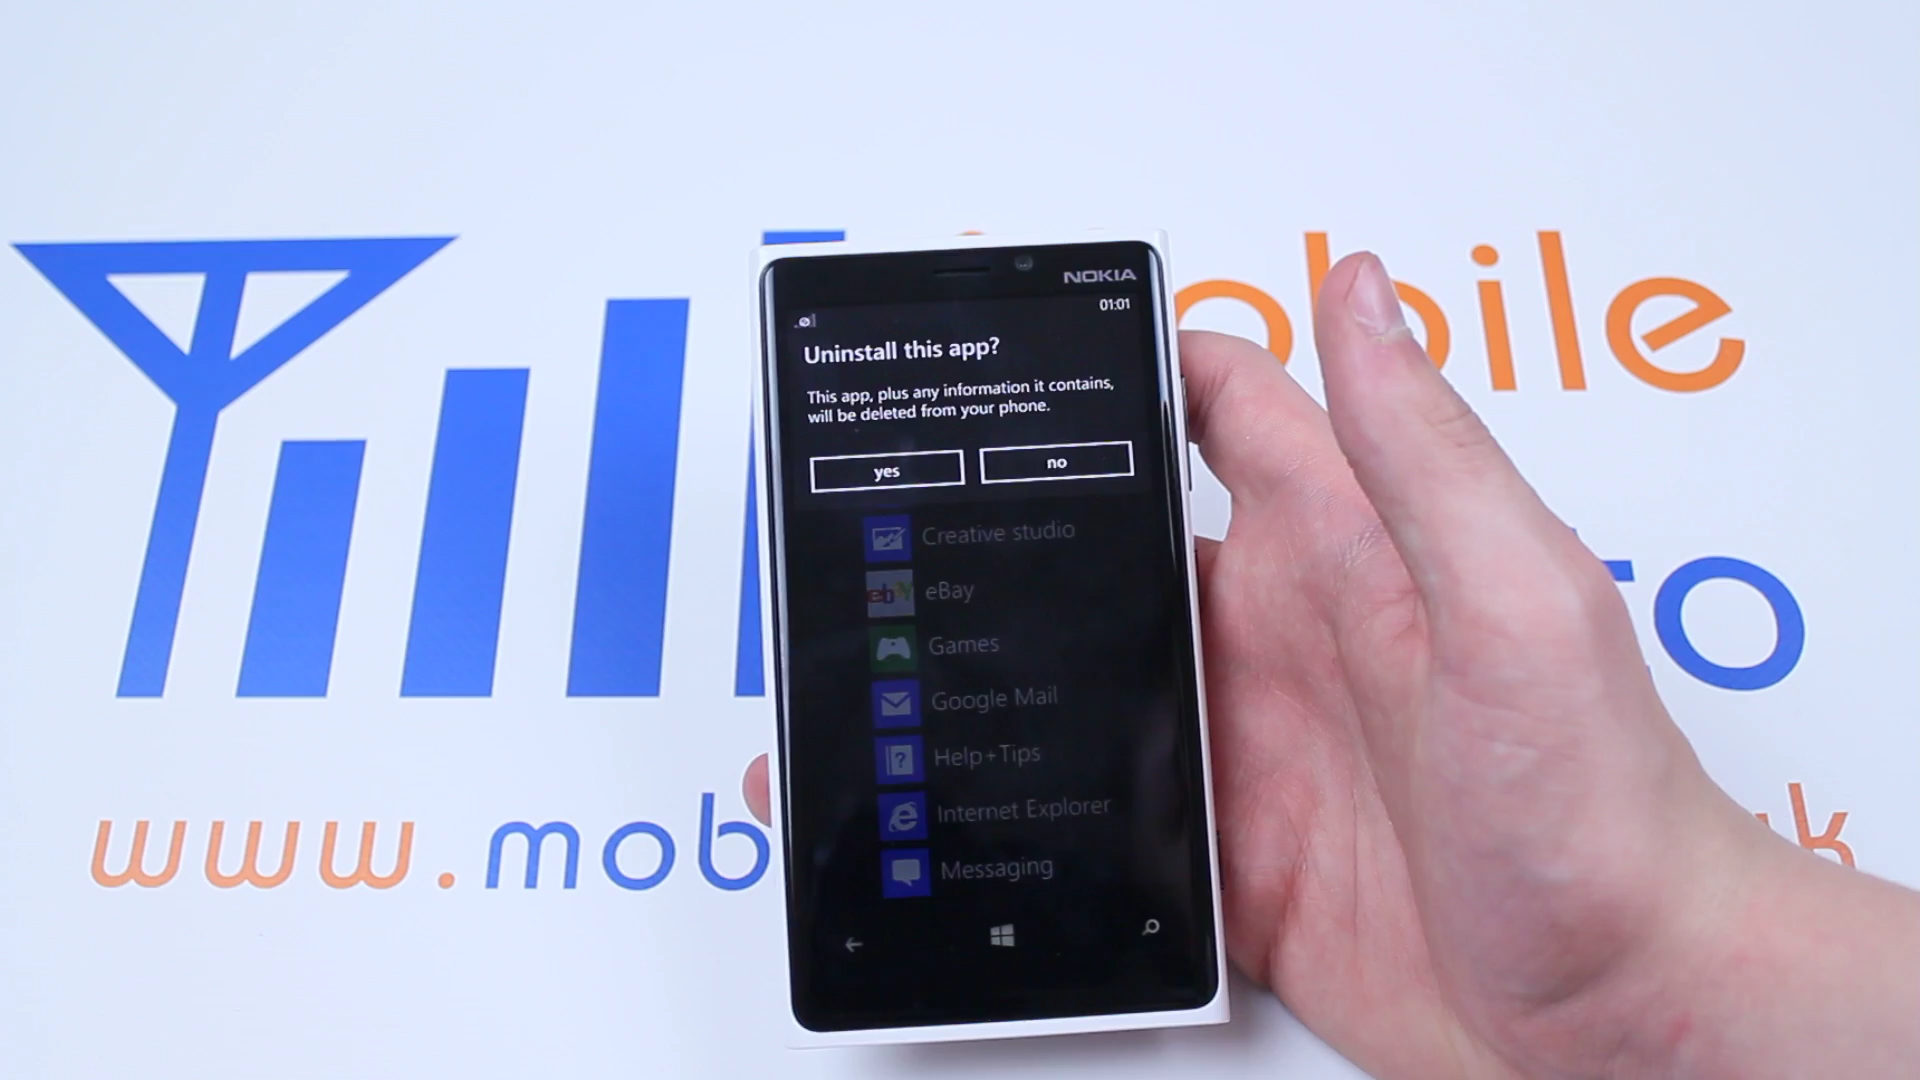 NOKIA
01:01
Uninstall this app?
This app, plus any information it contains,
will be deleted from your phone.
yes
no
Creative studio
eBay
Games
Google Mail
Help+Tips
Internet Explorer
Messaging
obile
www.mob